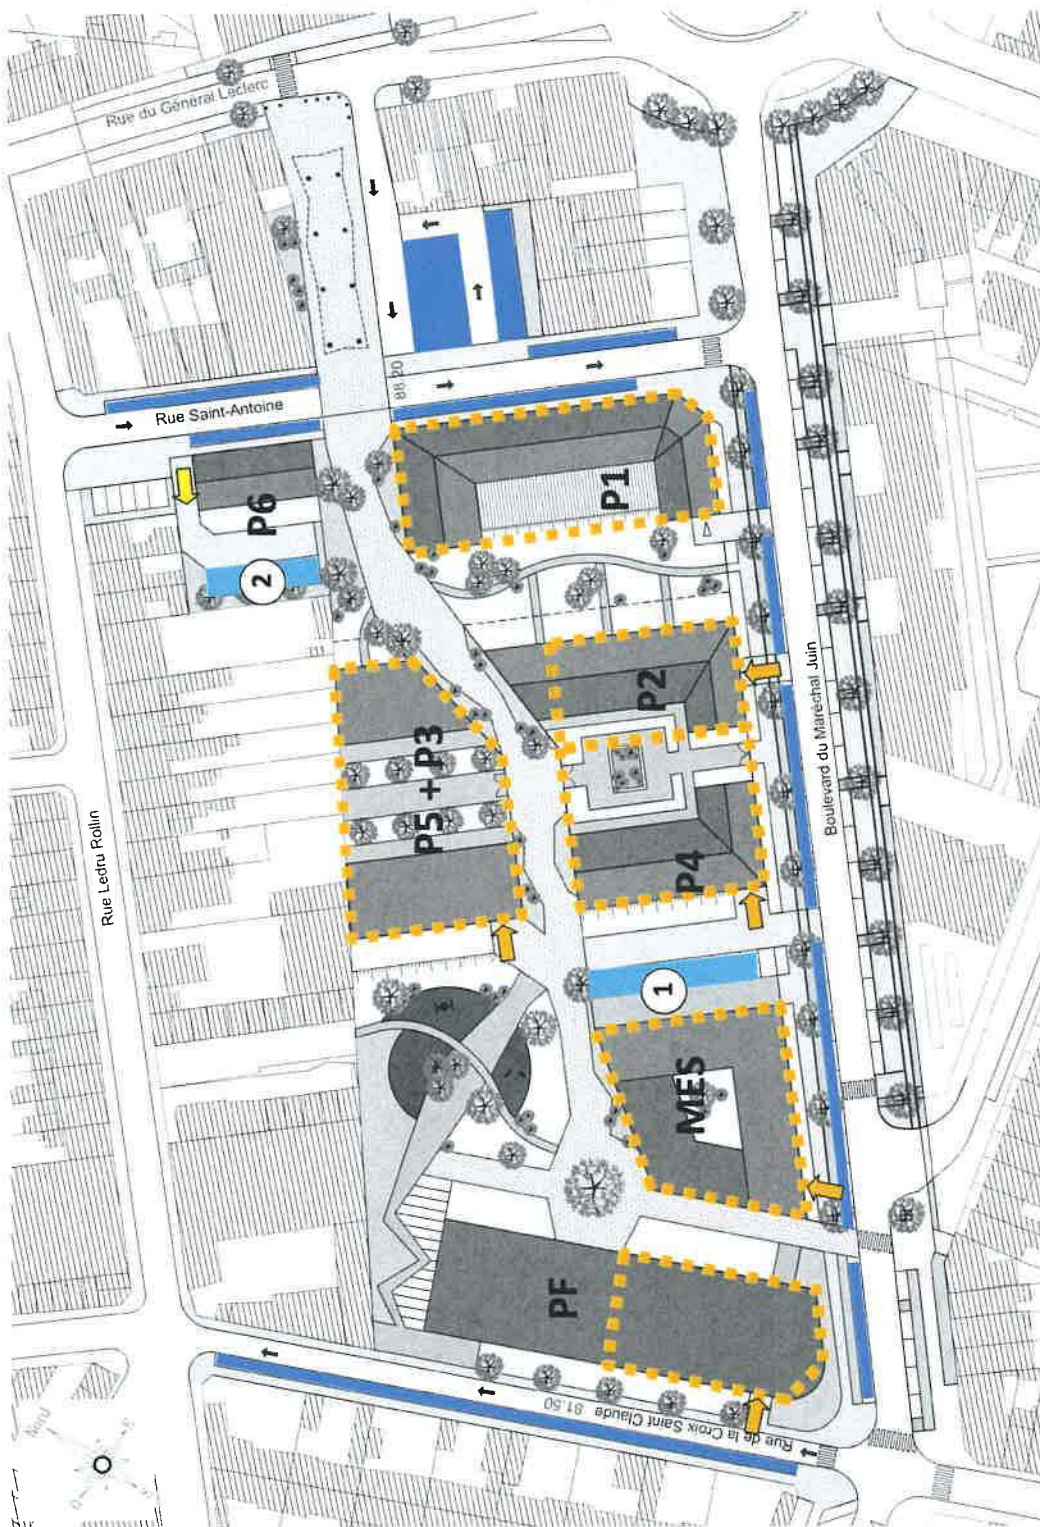 Rue du Général Leclerc
88.20
Rue Saint-Antoine
P6
2
P1
P2
Boulevard du Maréchal Juin
P5+P3
Rue Ledru Rollin
P4
1
MES
PF
Rue de la Croix Saint Claude 81.50
Nord
E
O